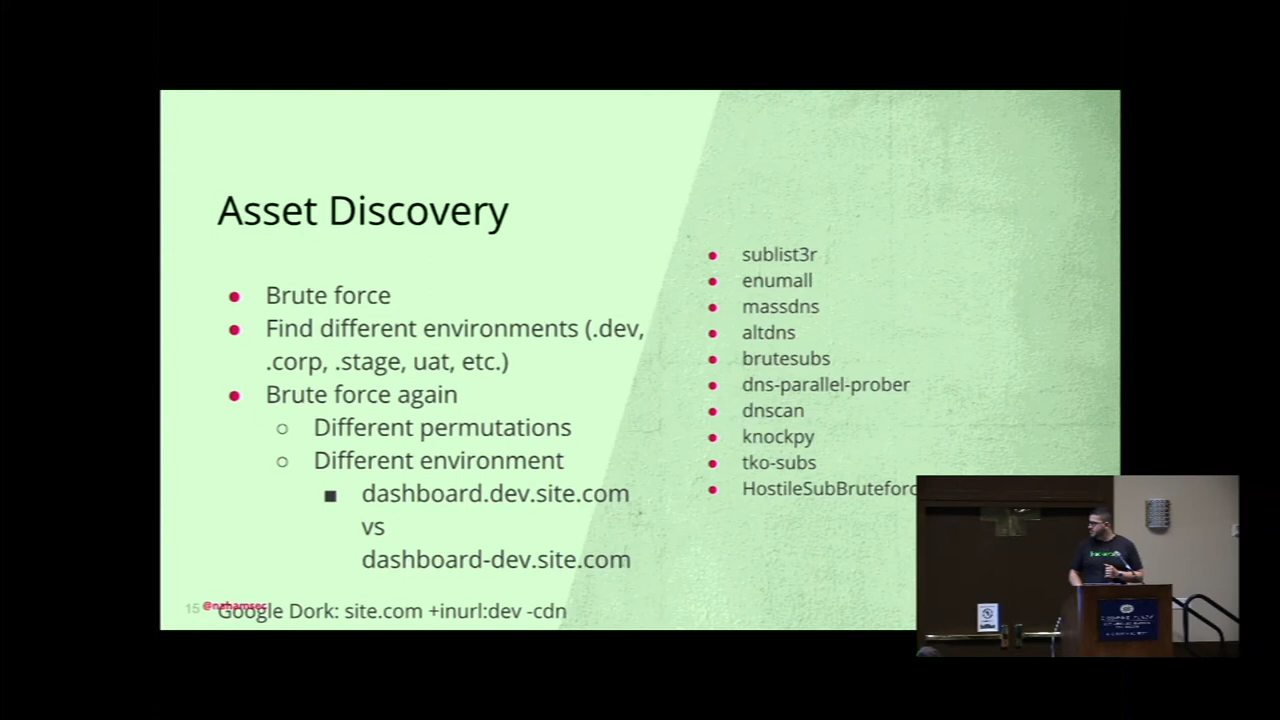 Asset Discovery
Brute force
Find different environments (.dev,
.corp, .stage, uat, etc.)
Brute force again
Different permutations
Different environment
dashboard.dev.site.com
vs
dashboard-dev.site.com
15 @nahamsec
Google Dork: site.com +inurl:dev -cdn
sublist3r
enumall
massdns
altdns
brutesubs
dns-parallel-prober
dnscan
knockpy
tko-subs
HostileSubBruteforc